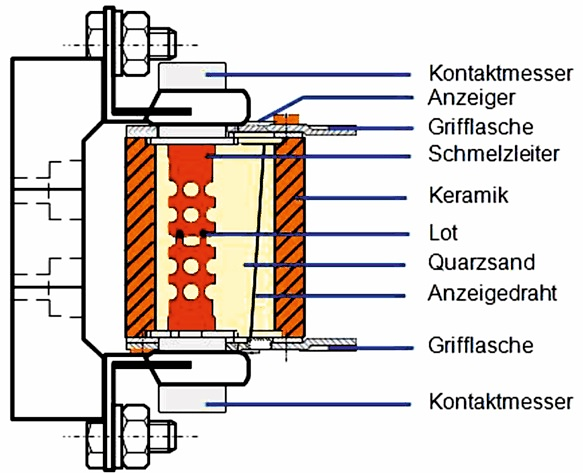 Kontaktmesser
Anzeiger
Grifflasche
Schmelzleiter
Keramik
Lot
Quarzsand
Anzeigedraht
Grifflasche
Kontaktmesser